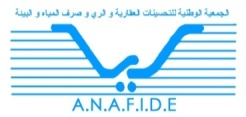 الجمعية الوطنية للتحسينات العقارية و الري و صرف المياه و البيئة
A.N.A.F.I.D.E